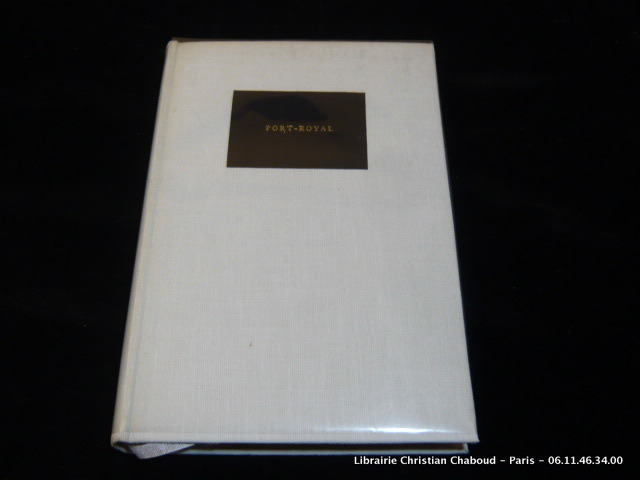 PORT-ROYAL
Librairie Christian Chaboud - Paris - 06.11.46.34.00